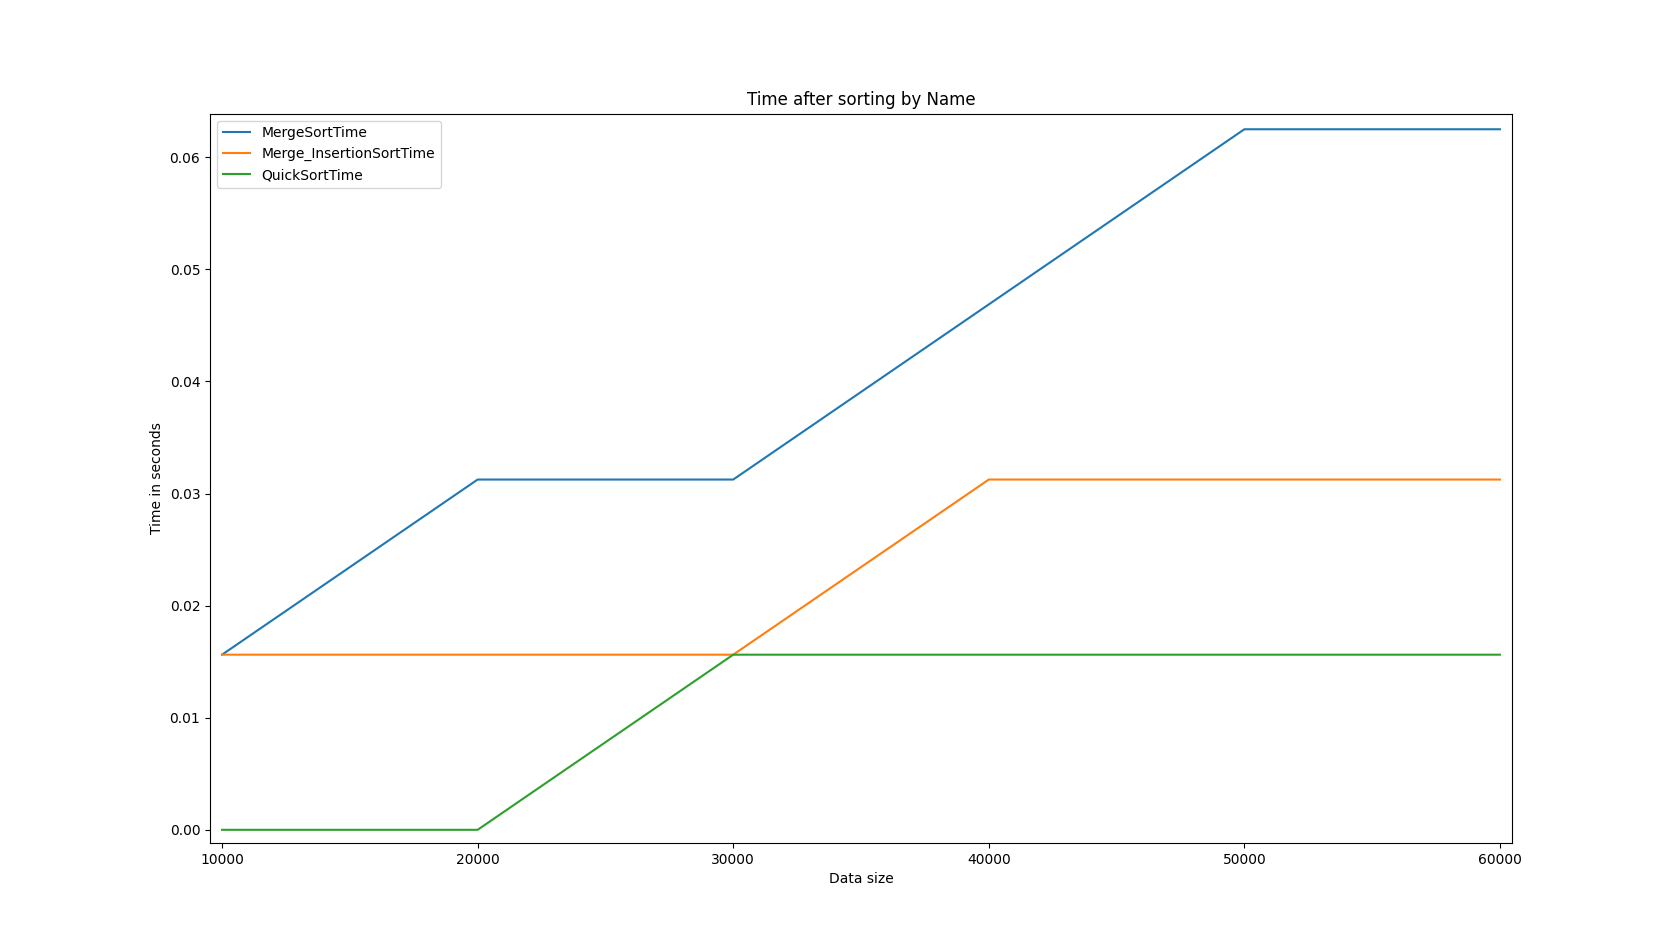 Time after sorting by Name
MergeSortTime
Merge_InsertionSortTime
QuickSortTime
0.06
0.05
0.04
0.03
0.02
0.01
0.00
Time in seconds
10000 20000 30000 40000 50000 60000
Data size